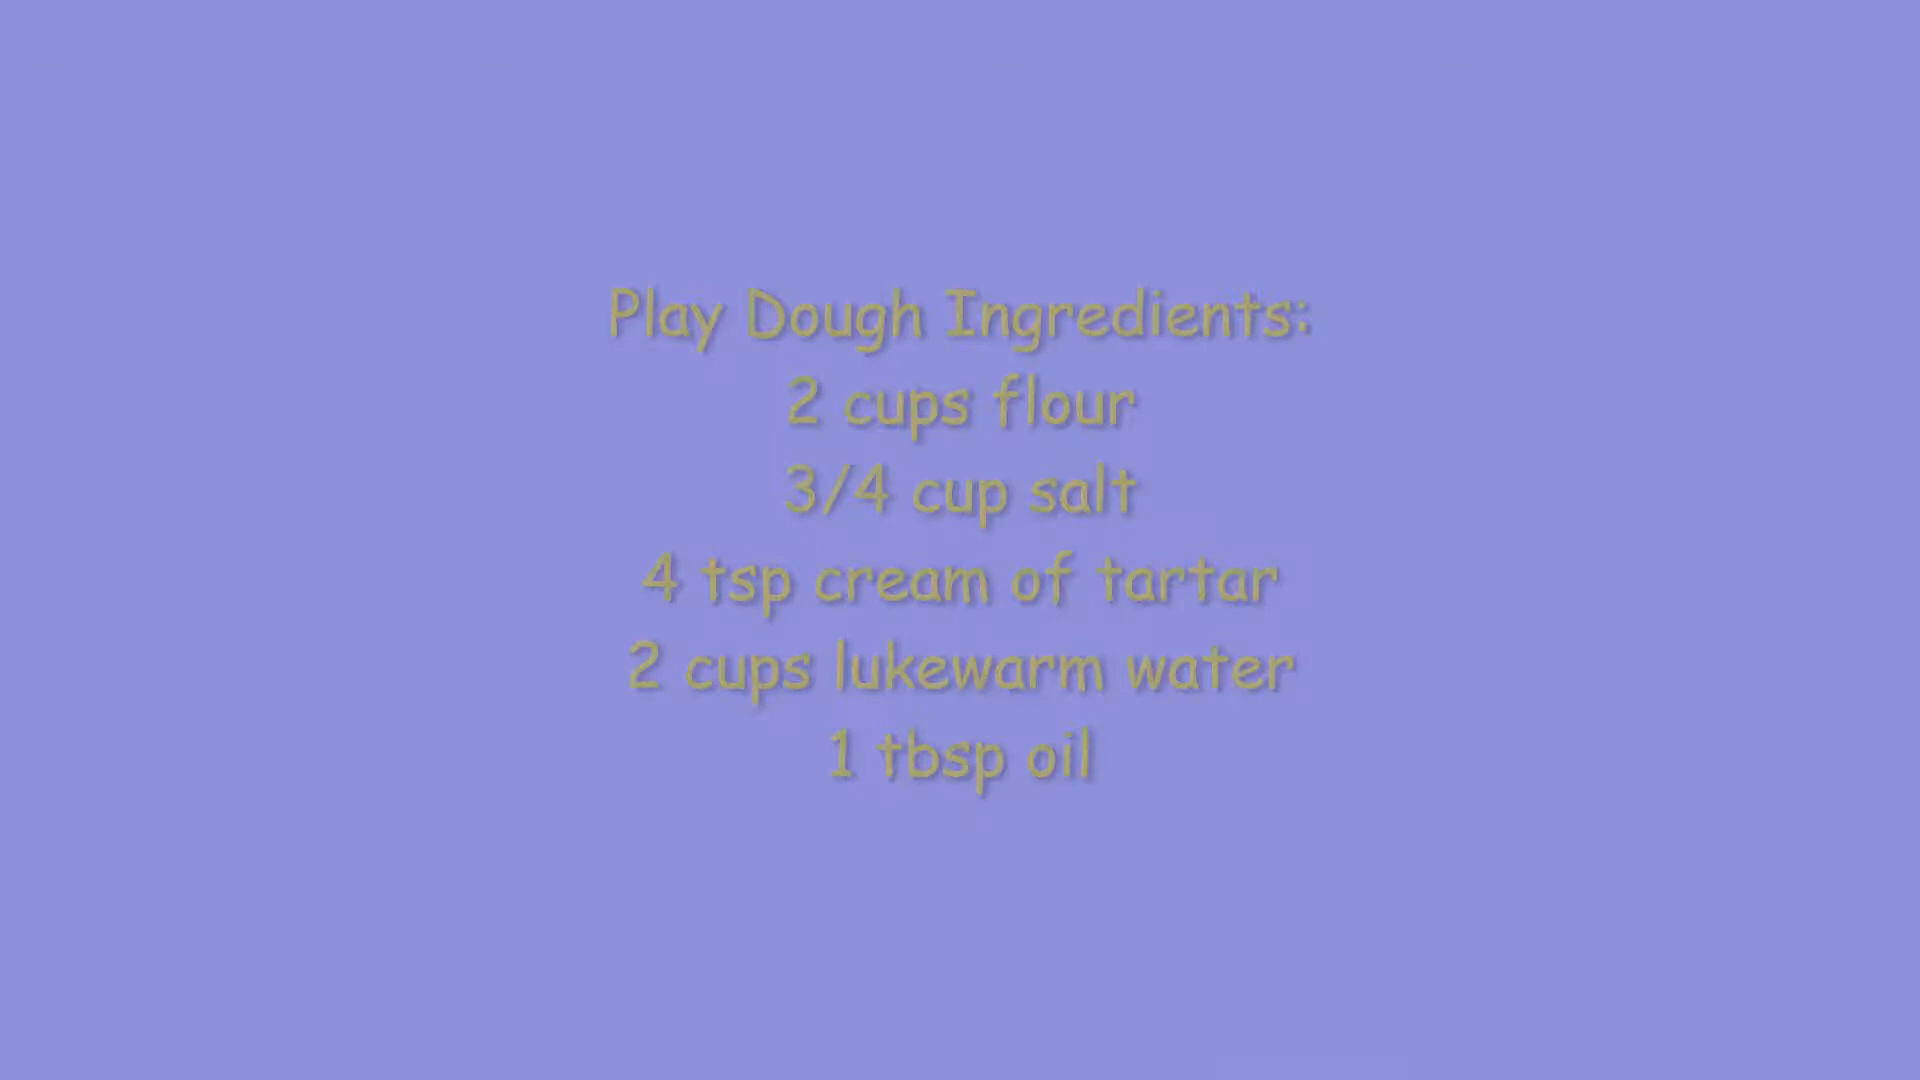 Play Dough Ingredients:
2 cups flour
3/4 cup salt
4 tsp cream of tartar
2 cups lukewarm water
1 tbsp oil